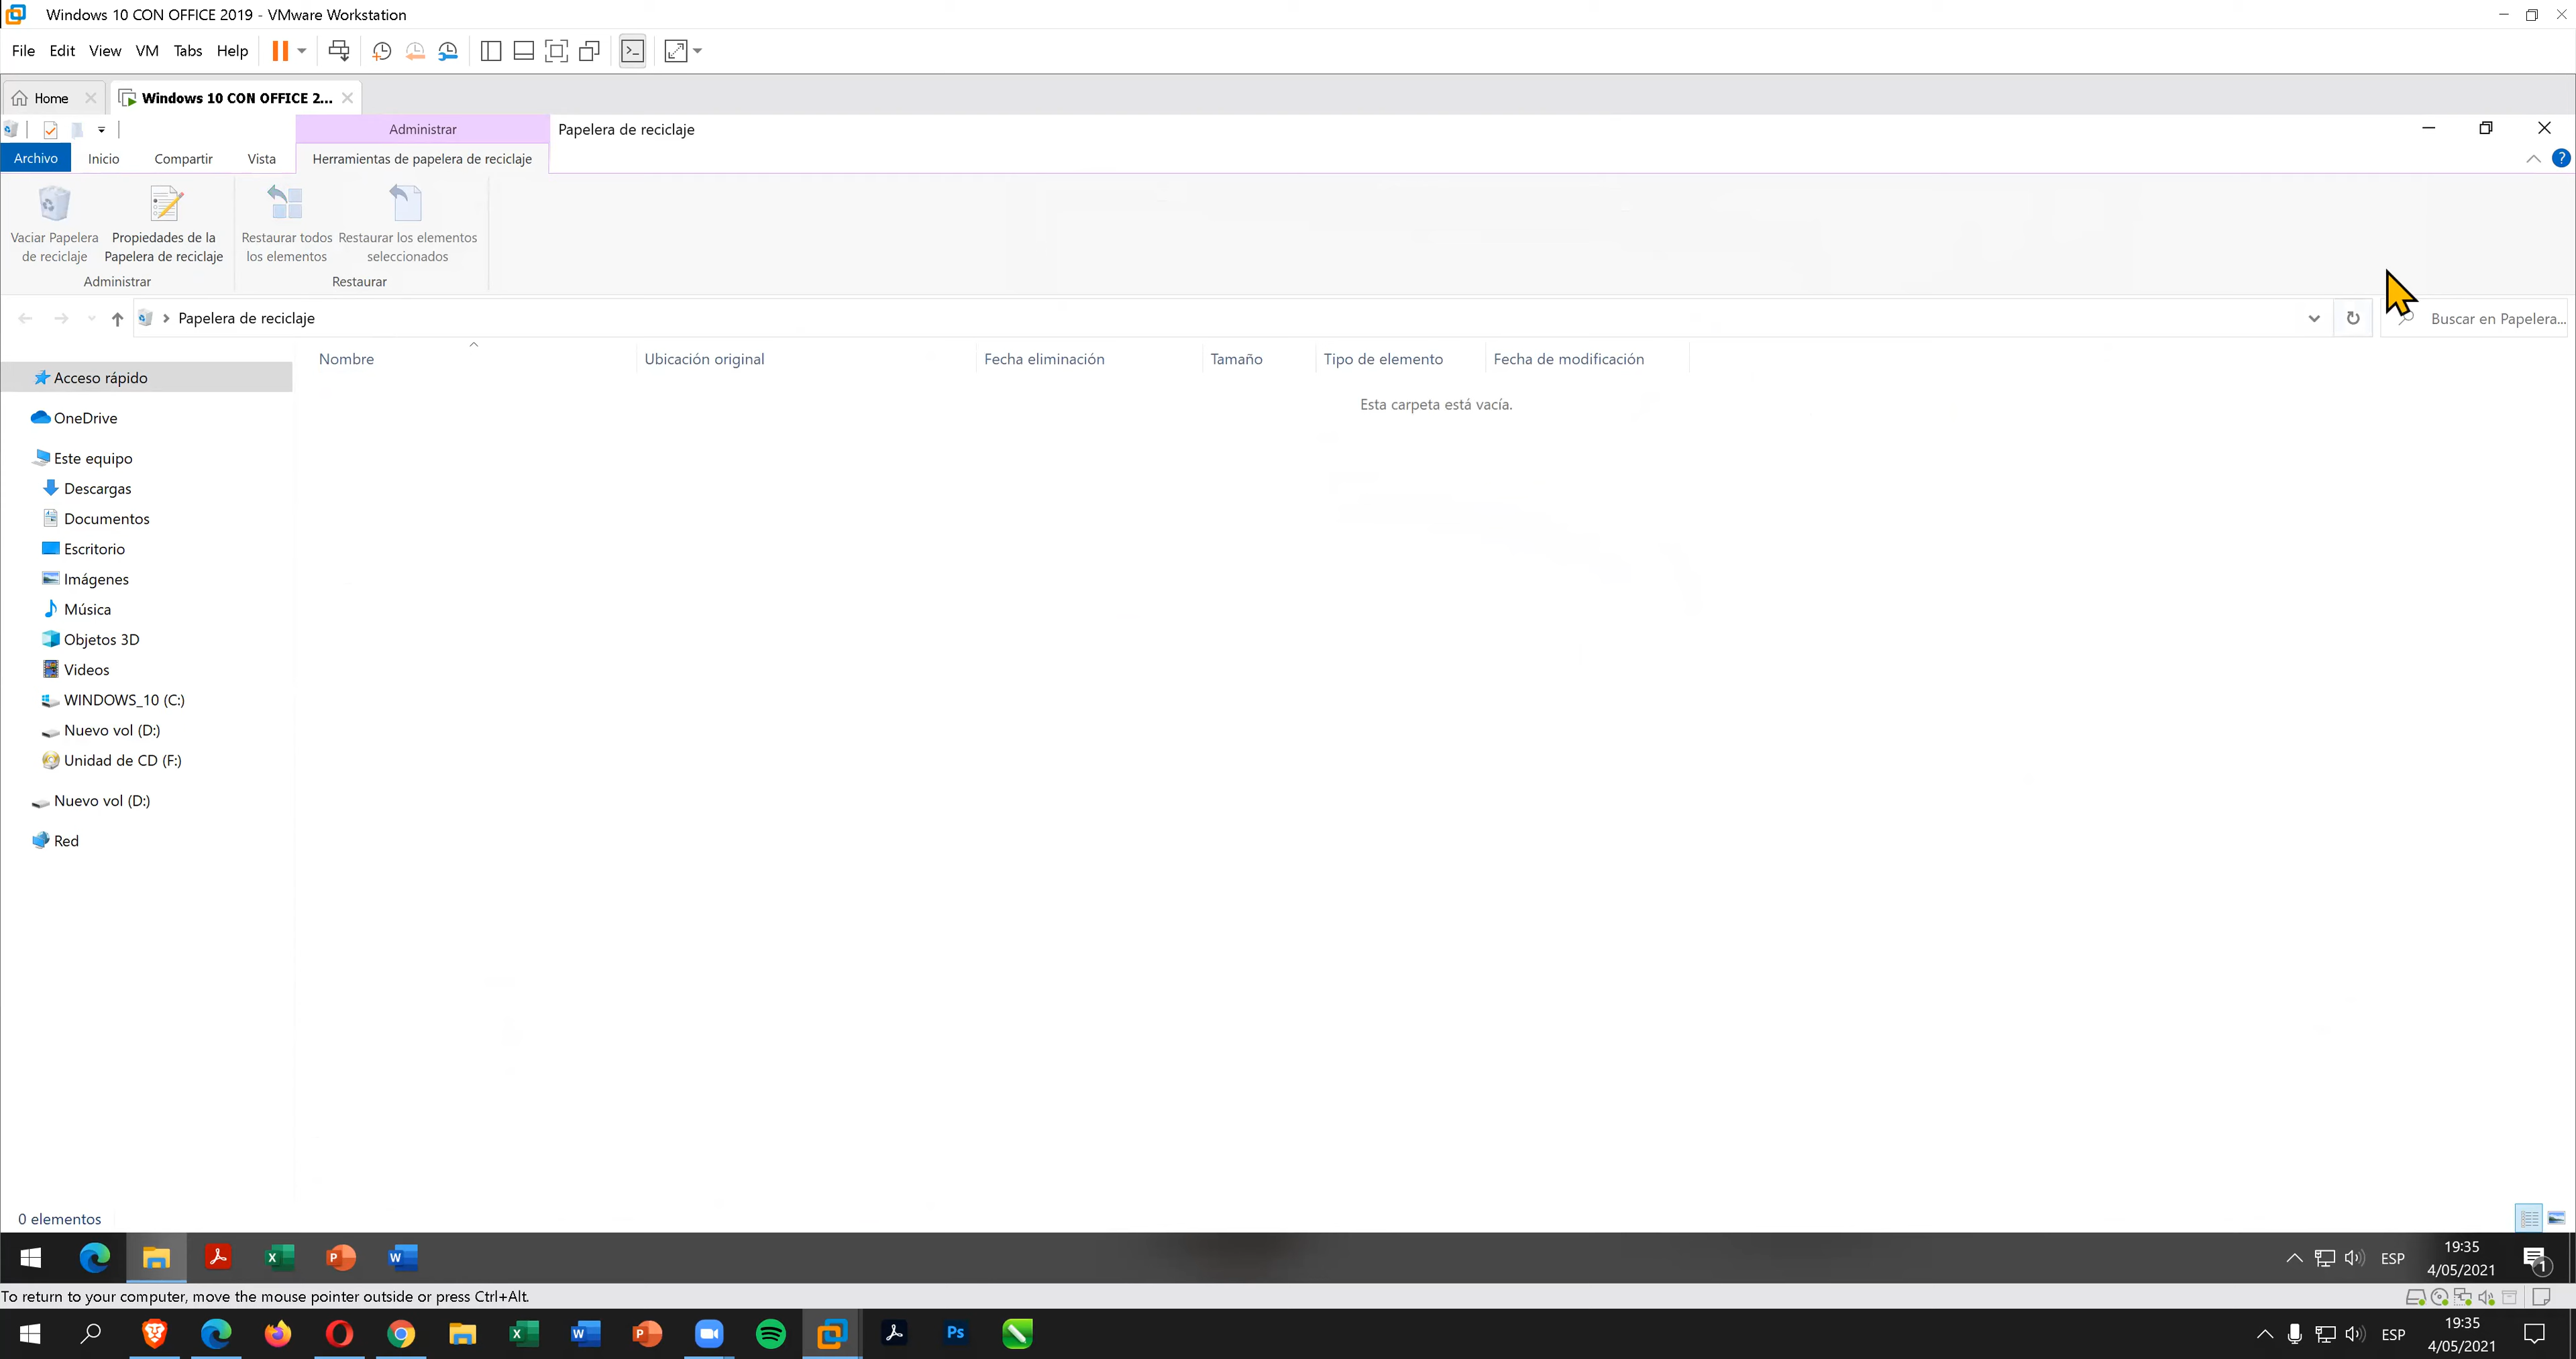 Windows 10 CON OFFICE 2019 - VMware Workstation
File Edit View VM Tabs Help
Home Windows 10 CON OFFICE 2...
Administrar Papelera de reciclaje
Archivo Inicio Compartir Vista Herramientas de papelera de reciclaje
Vaciar Papelera Propiedades de la Restaurar todos Restaurar los elementos
de reciclaje Papelera de reciclaje los elementos seleccionados
Administrar Restaurar
Papelera de reciclaje Buscar en Papelera...
Nombre Ubicación original Fecha eliminación Tamaño Tipo de elemento Fecha de modificación
Esta carpeta está vacía.
Acceso rápido
OneDrive
Este equipo
Descargas
Documentos
Escritorio
Imágenes
Música
Objetos 3D
Videos
WINDOWS_10 (C:)
Nuevo vol (D:)
Unidad de CD (F:)
Nuevo vol (D:)
Red
0 elementos
ESP 19:35
4/05/2021 1
To return to your computer, move the mouse pointer outside or press Ctrl+Alt.
Ps ESP 19:35
4/05/2021